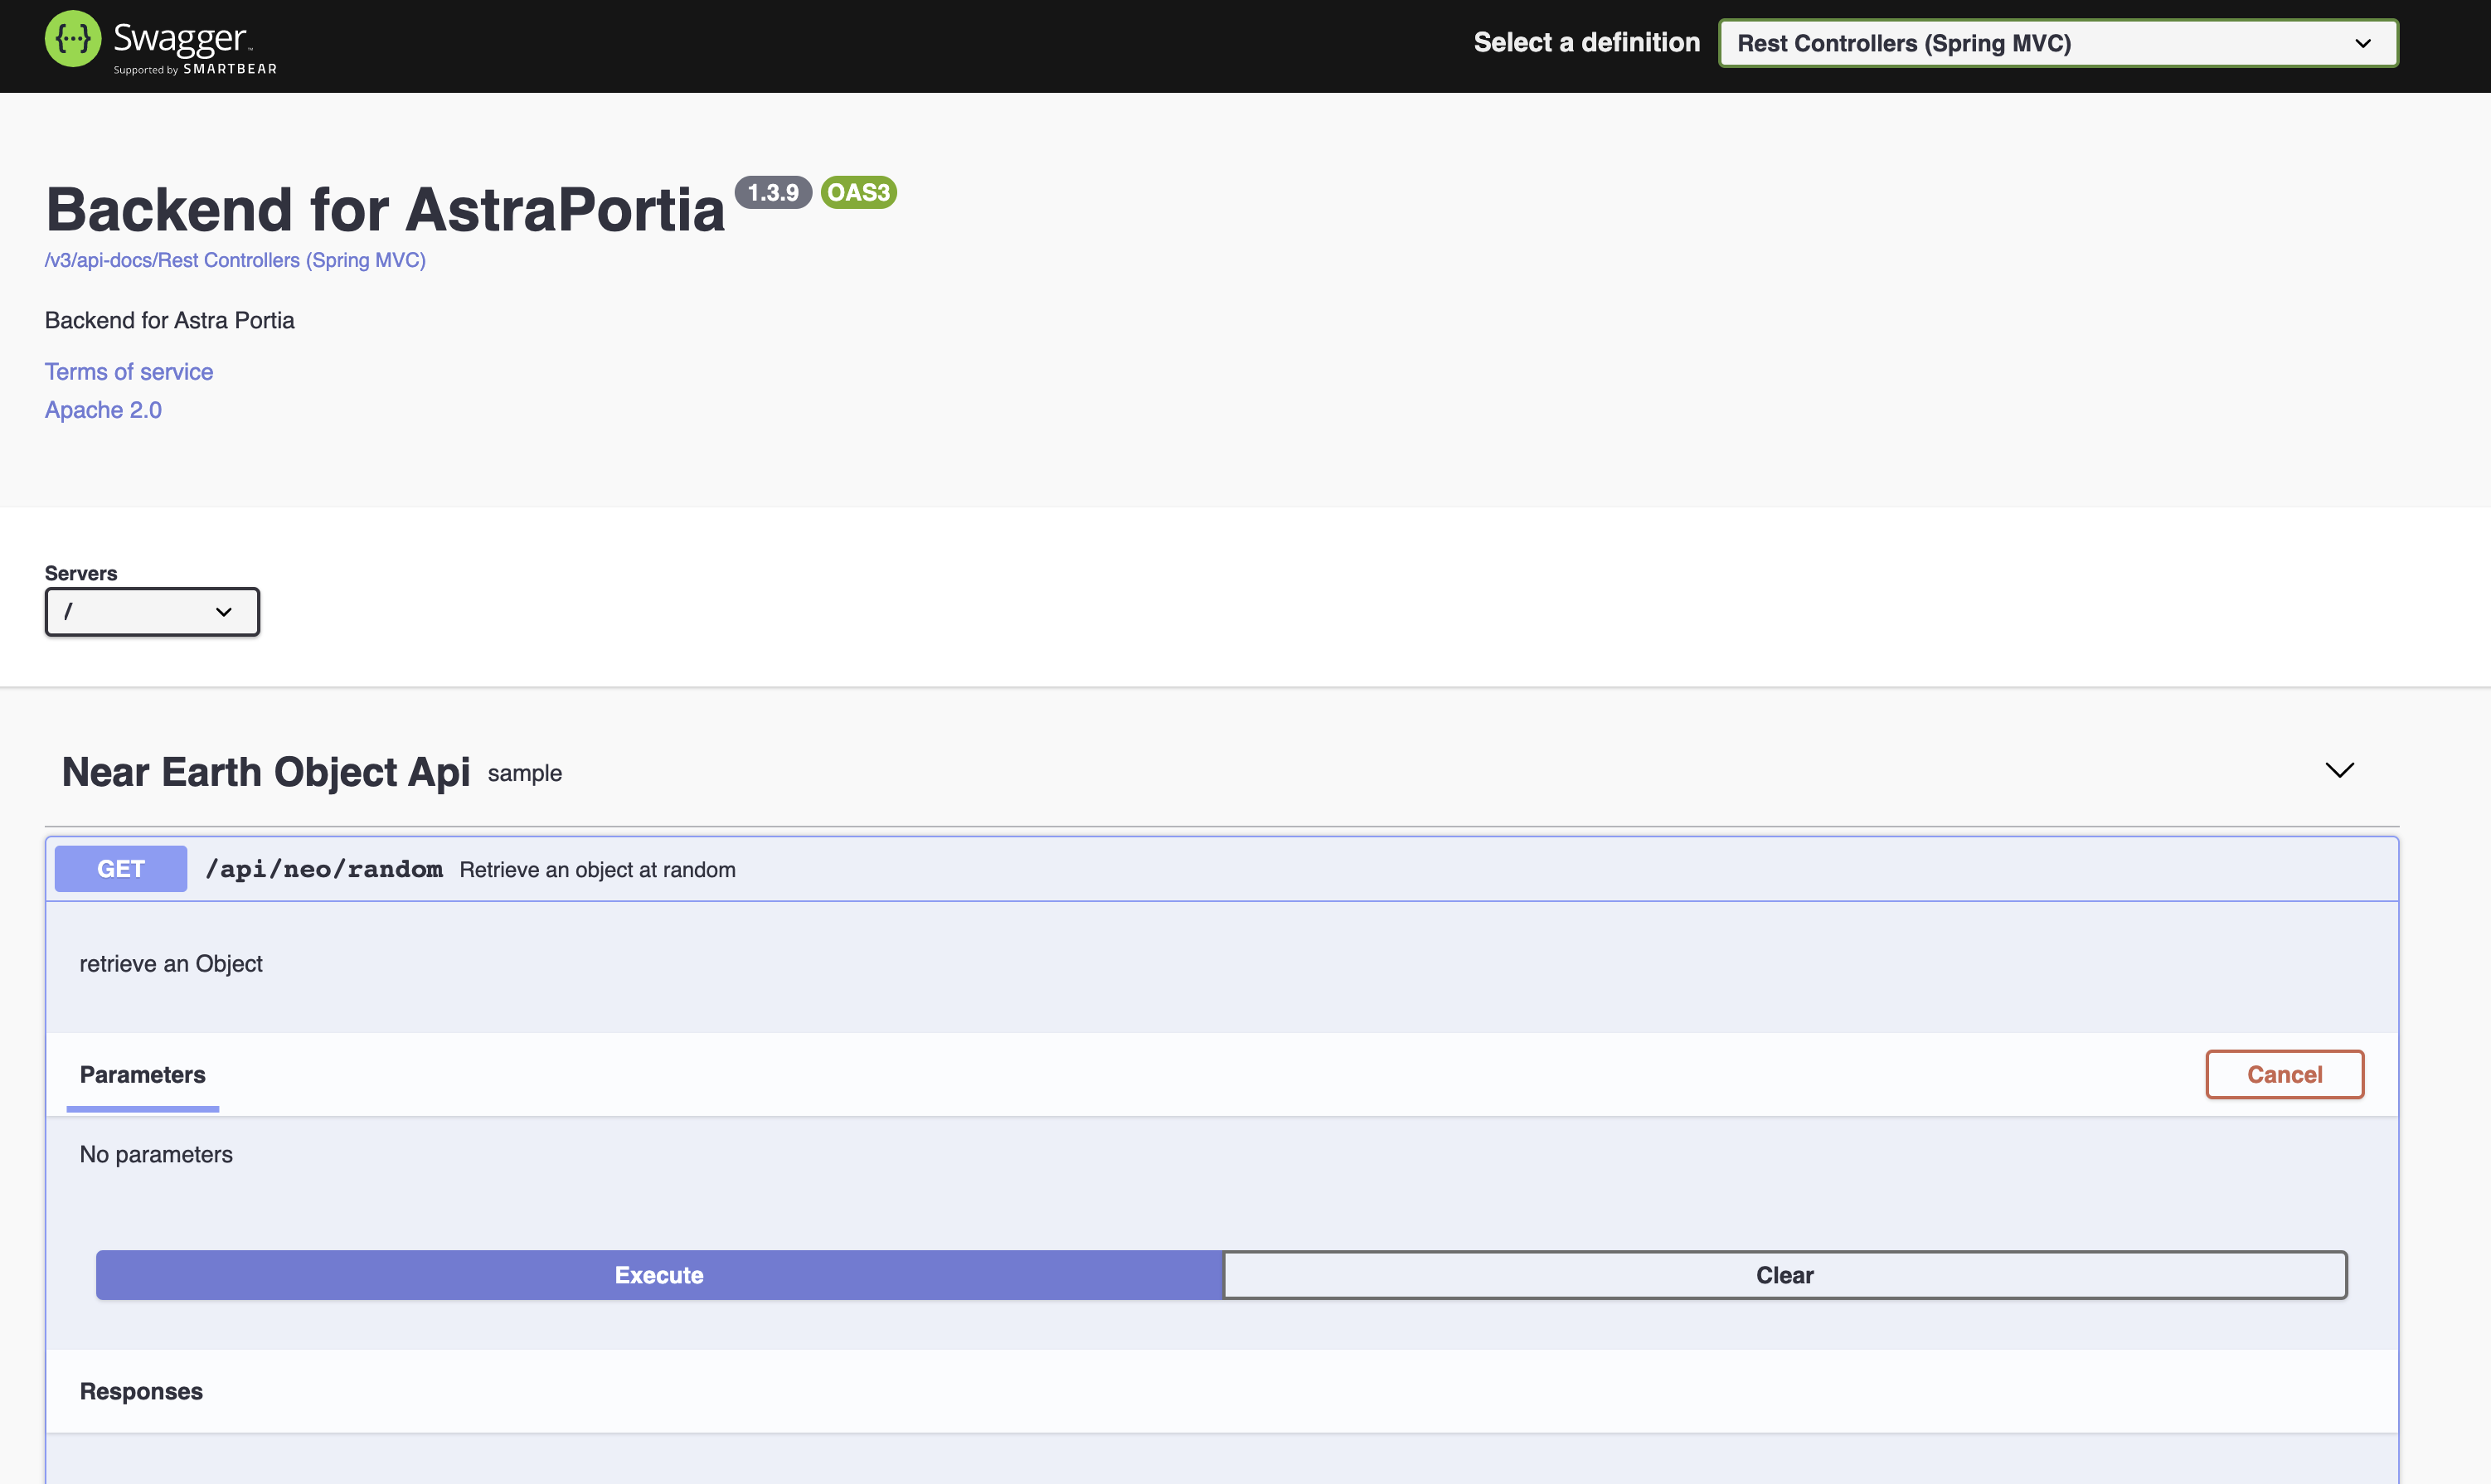 Swagger™
Supported by SMARTBEAR
Select a definition
Rest Controllers (Spring MVC)
Backend for AstraPortia 1.3.9 OAS3
/v3/api-docs/Rest Controllers (Spring MVC)
Backend for Astra Portia
Terms of service
Apache 2.0
Servers
/
Near Earth Object Api sample
GET /api/neo/random Retrieve an object at random
retrieve an Object
Parameters
Cancel
No parameters
Execute
Clear
Responses